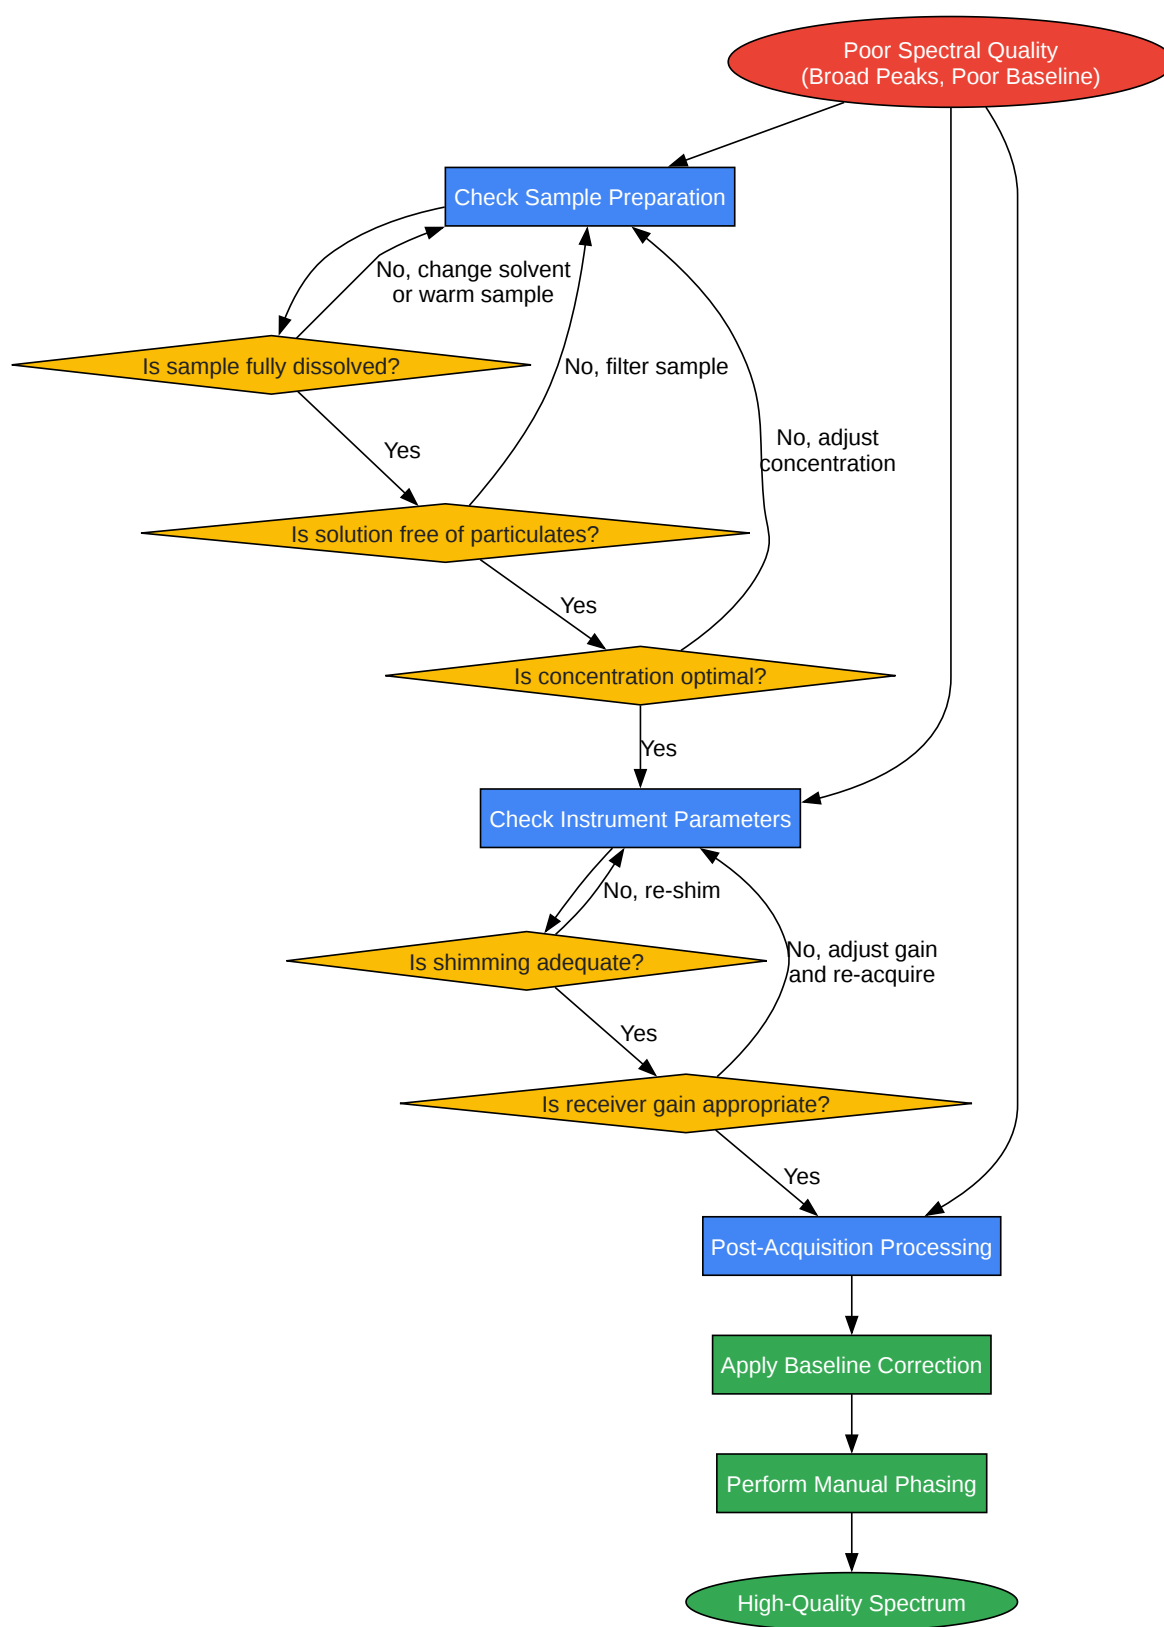 Poor Spectral Quality
(Broad Peaks, Poor Baseline)
Check Sample Preparation
No, change solvent
or warm sample
Is sample fully dissolved?
No, filter sample
Yes
No, adjust
concentration
Is solution free of particulates?
Yes
Is concentration optimal?
Yes
Check Instrument Parameters
No, re-shim
Is shimming adequate?
No, adjust gain
and re-acquire
Yes
Is receiver gain appropriate?
Yes
Post-Acquisition Processing
Apply Baseline Correction
Perform Manual Phasing
High-Quality Spectrum